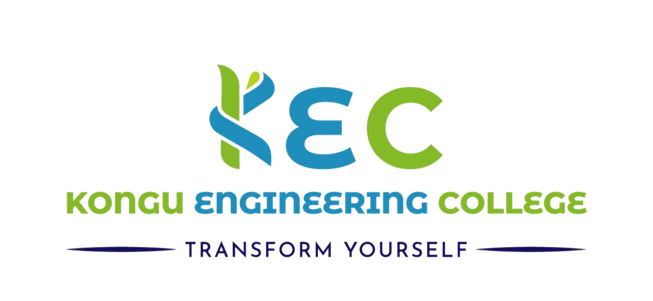 KEC
KONGU ENGINEERING COLLEGE
TRANSFORM YOURSELF